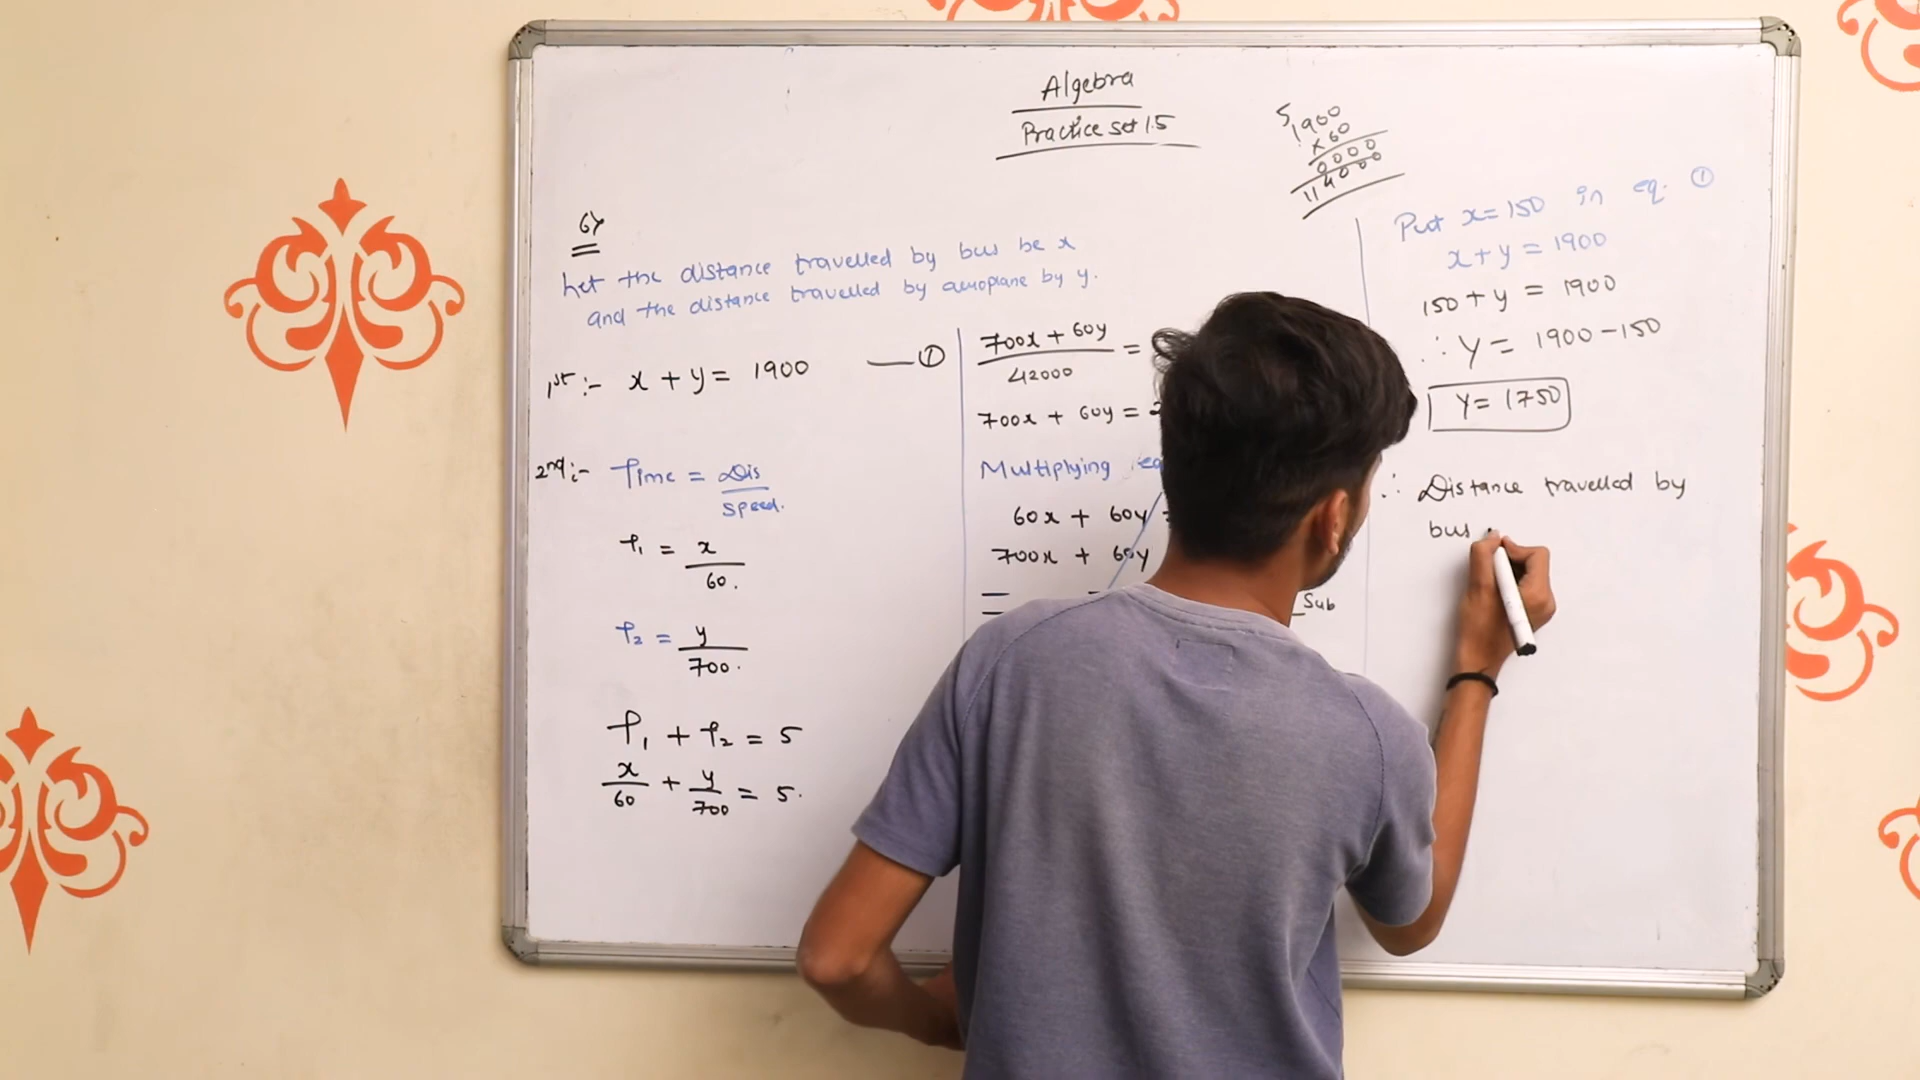 Algebra
Practice set 1.5
5
1900
× 60
0000
114000
6)
Let the distance travelled by bus be x
and the distance travelled by aeroplane by y.
1st :- x + y = 1900 — ①
2nd :- Time = Dis / Speed.
T₁ = x / 60.
T₂ = y / 700.
T₁ + T₂ = 5
x/60 + y/700 = 5.
700x + 60y / 42000 =
700x + 60y = 2
Multiplying eq
60x + 60y =
700x + 60y
Sub
Put x = 150 in eq. ①
x + y = 1900
150 + y = 1900
∴ y = 1900 - 150
y = 1750
∴ Distance travelled by
bus